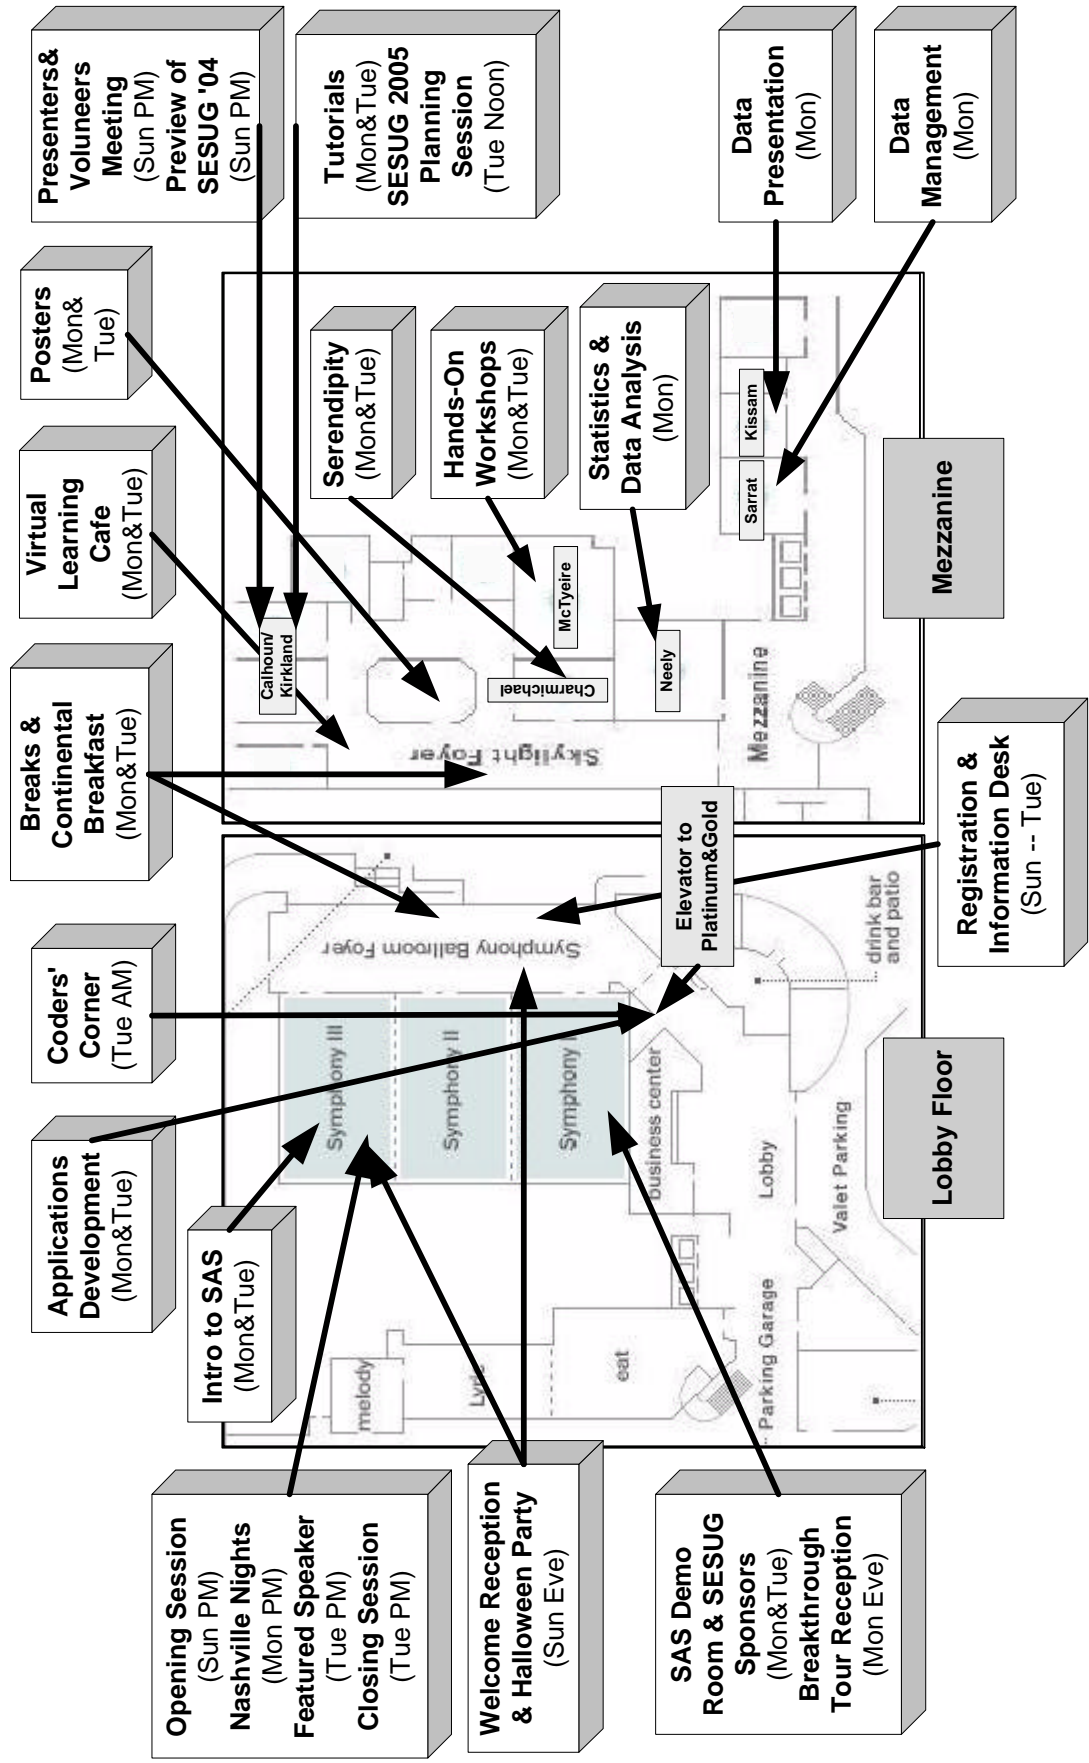 Opening Session
(Sun PM)
Nashville Nights
(Mon PM)
Featured Speaker
(Tue PM)
Closing Session
(Tue PM)
Welcome Reception
& Halloween Party
(Sun Eve)
SAS Demo
Room & SESUG
Sponsors
(Mon&Tue)
Breakthrough
Tour Reception
(Mon Eve)
Intro to SAS
(Mon&Tue)
Applications
Development
(Mon&Tue)
Coders'
Corner
(Tue AM)
Breaks &
Continental
Breakfast
(Mon&Tue)
Virtual
Learning
Cafe
(Mon&Tue)
Posters
(Mon&
Tue)
Presenters&
Voluneers
Meeting
(Sun PM)
Preview of
SESUG '04
(Sun PM)
Tutorials
(Mon&Tue)
SESUG 2005
Planning
Session
(Tue Noon)
Serendipity
(Mon&Tue)
Hands-On
Workshops
(Mon&Tue)
Statistics &
Data Analysis
(Mon)
Data
Presentation
(Mon)
Data
Management
(Mon)
Registration &
Information Desk
(Sun -- Tue)
Elevator to
Platinum&Gold
melody
Lyric
eat
Symphony III
Symphony II
Symphony I
Symphony Ballroom Foyer
business center
Lobby
Parking Garage
Valet Parking
drink bar
and patio
Lobby Floor
Calhoun/
Kirkland
Skylight Foyer
Charmichael
McTyeire
Neely
Sarrat
Kissam
Mezzanine
Mezzanine